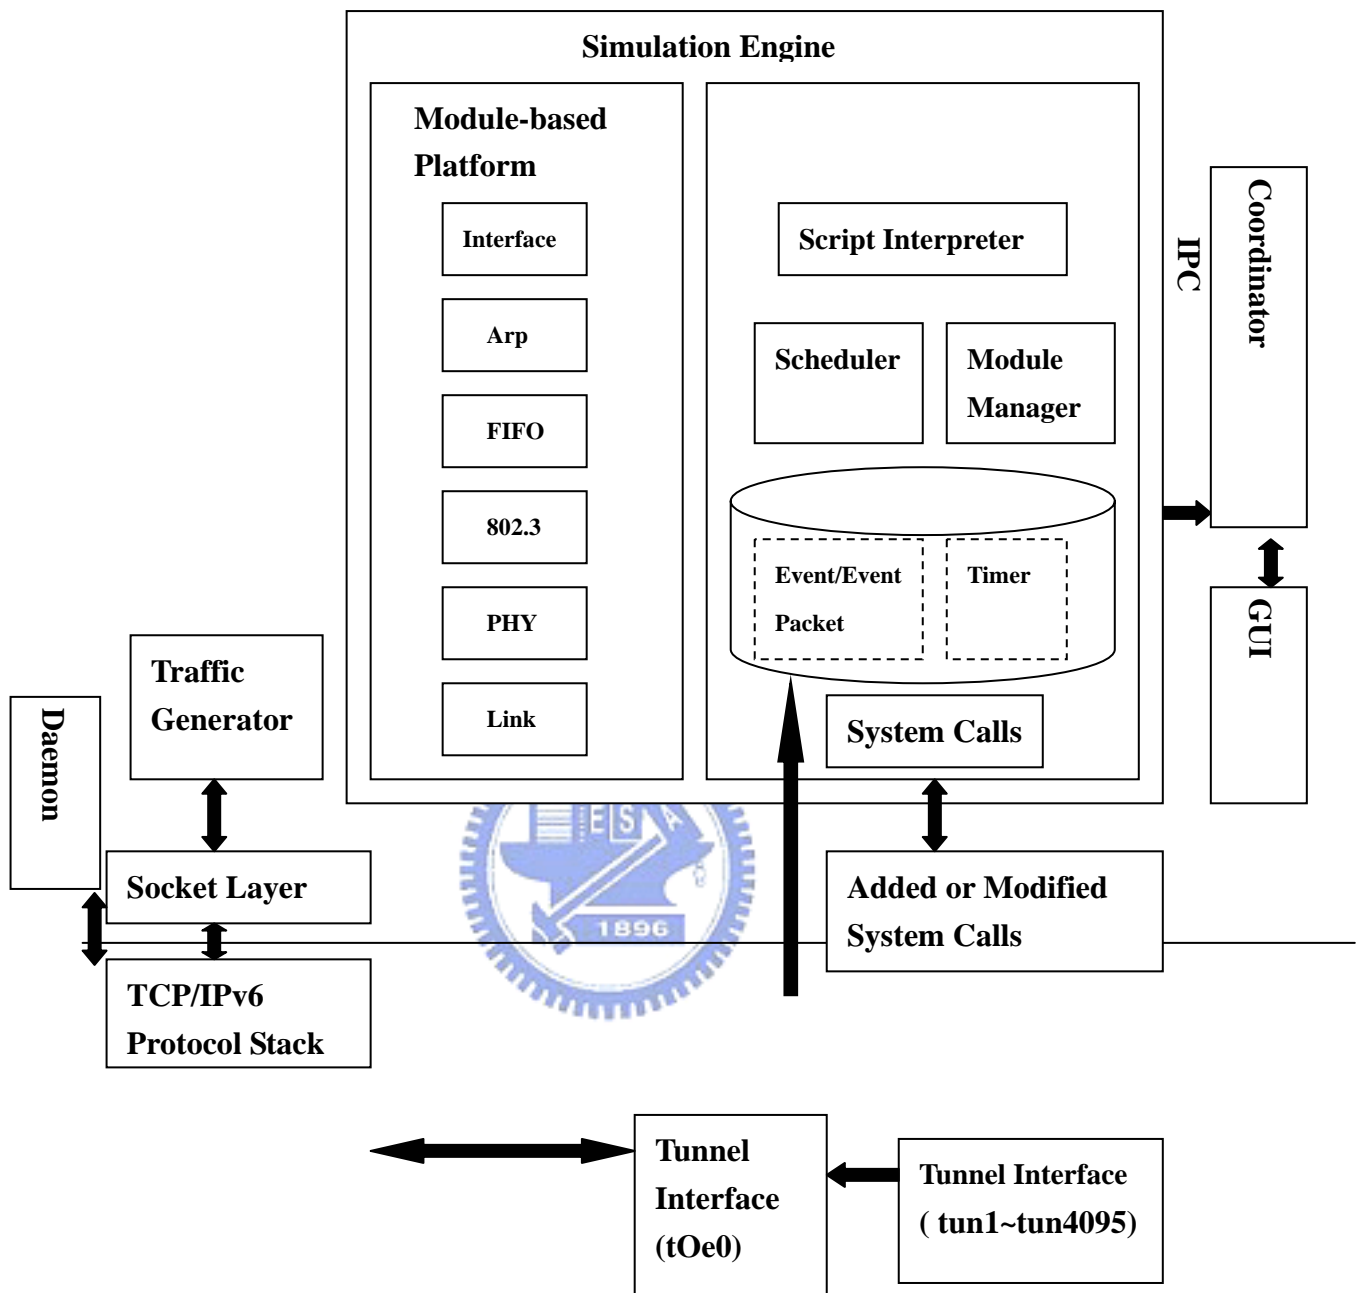 Simulation Engine
Module-based
Platform
Interface
Arp
FIFO
802.3
PHY
Link
Script Interpreter
Scheduler
Module
Manager
Event/Event
Packet
Timer
System Calls
IPC
Coordinator
GUI
Traffic
Generator
Daemon
Socket Layer
TCP/IPv6
Protocol Stack
E S A
1896
Added or Modified
System Calls
Tunnel
Interface
(tOe0)
Tunnel Interface
( tun1~tun4095)